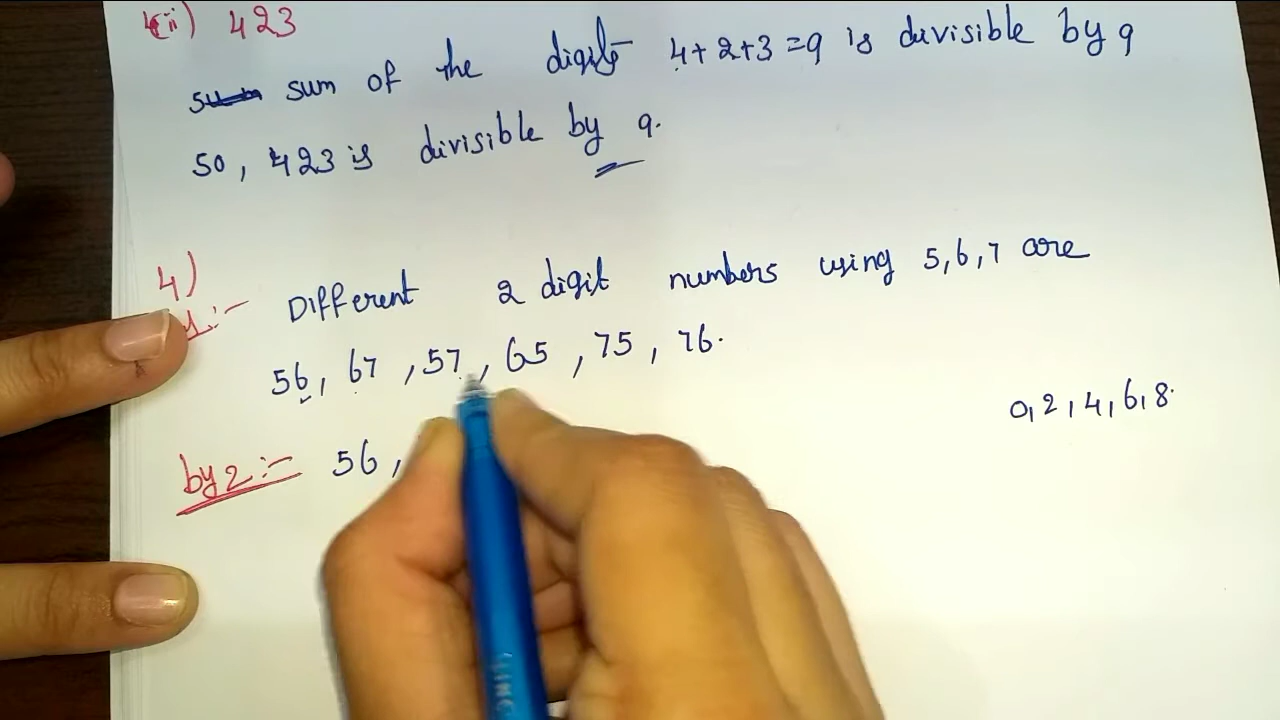 ii) 423
sum of the digits 4+2+3=9 is divisible by 9
so, 423 is divisible by 9.
4)
1:- Different 2 digit numbers using 5,6,7 are
56, 67, 57, 65, 75, 76.
0,2,4,6,8.
by 2:- 56,